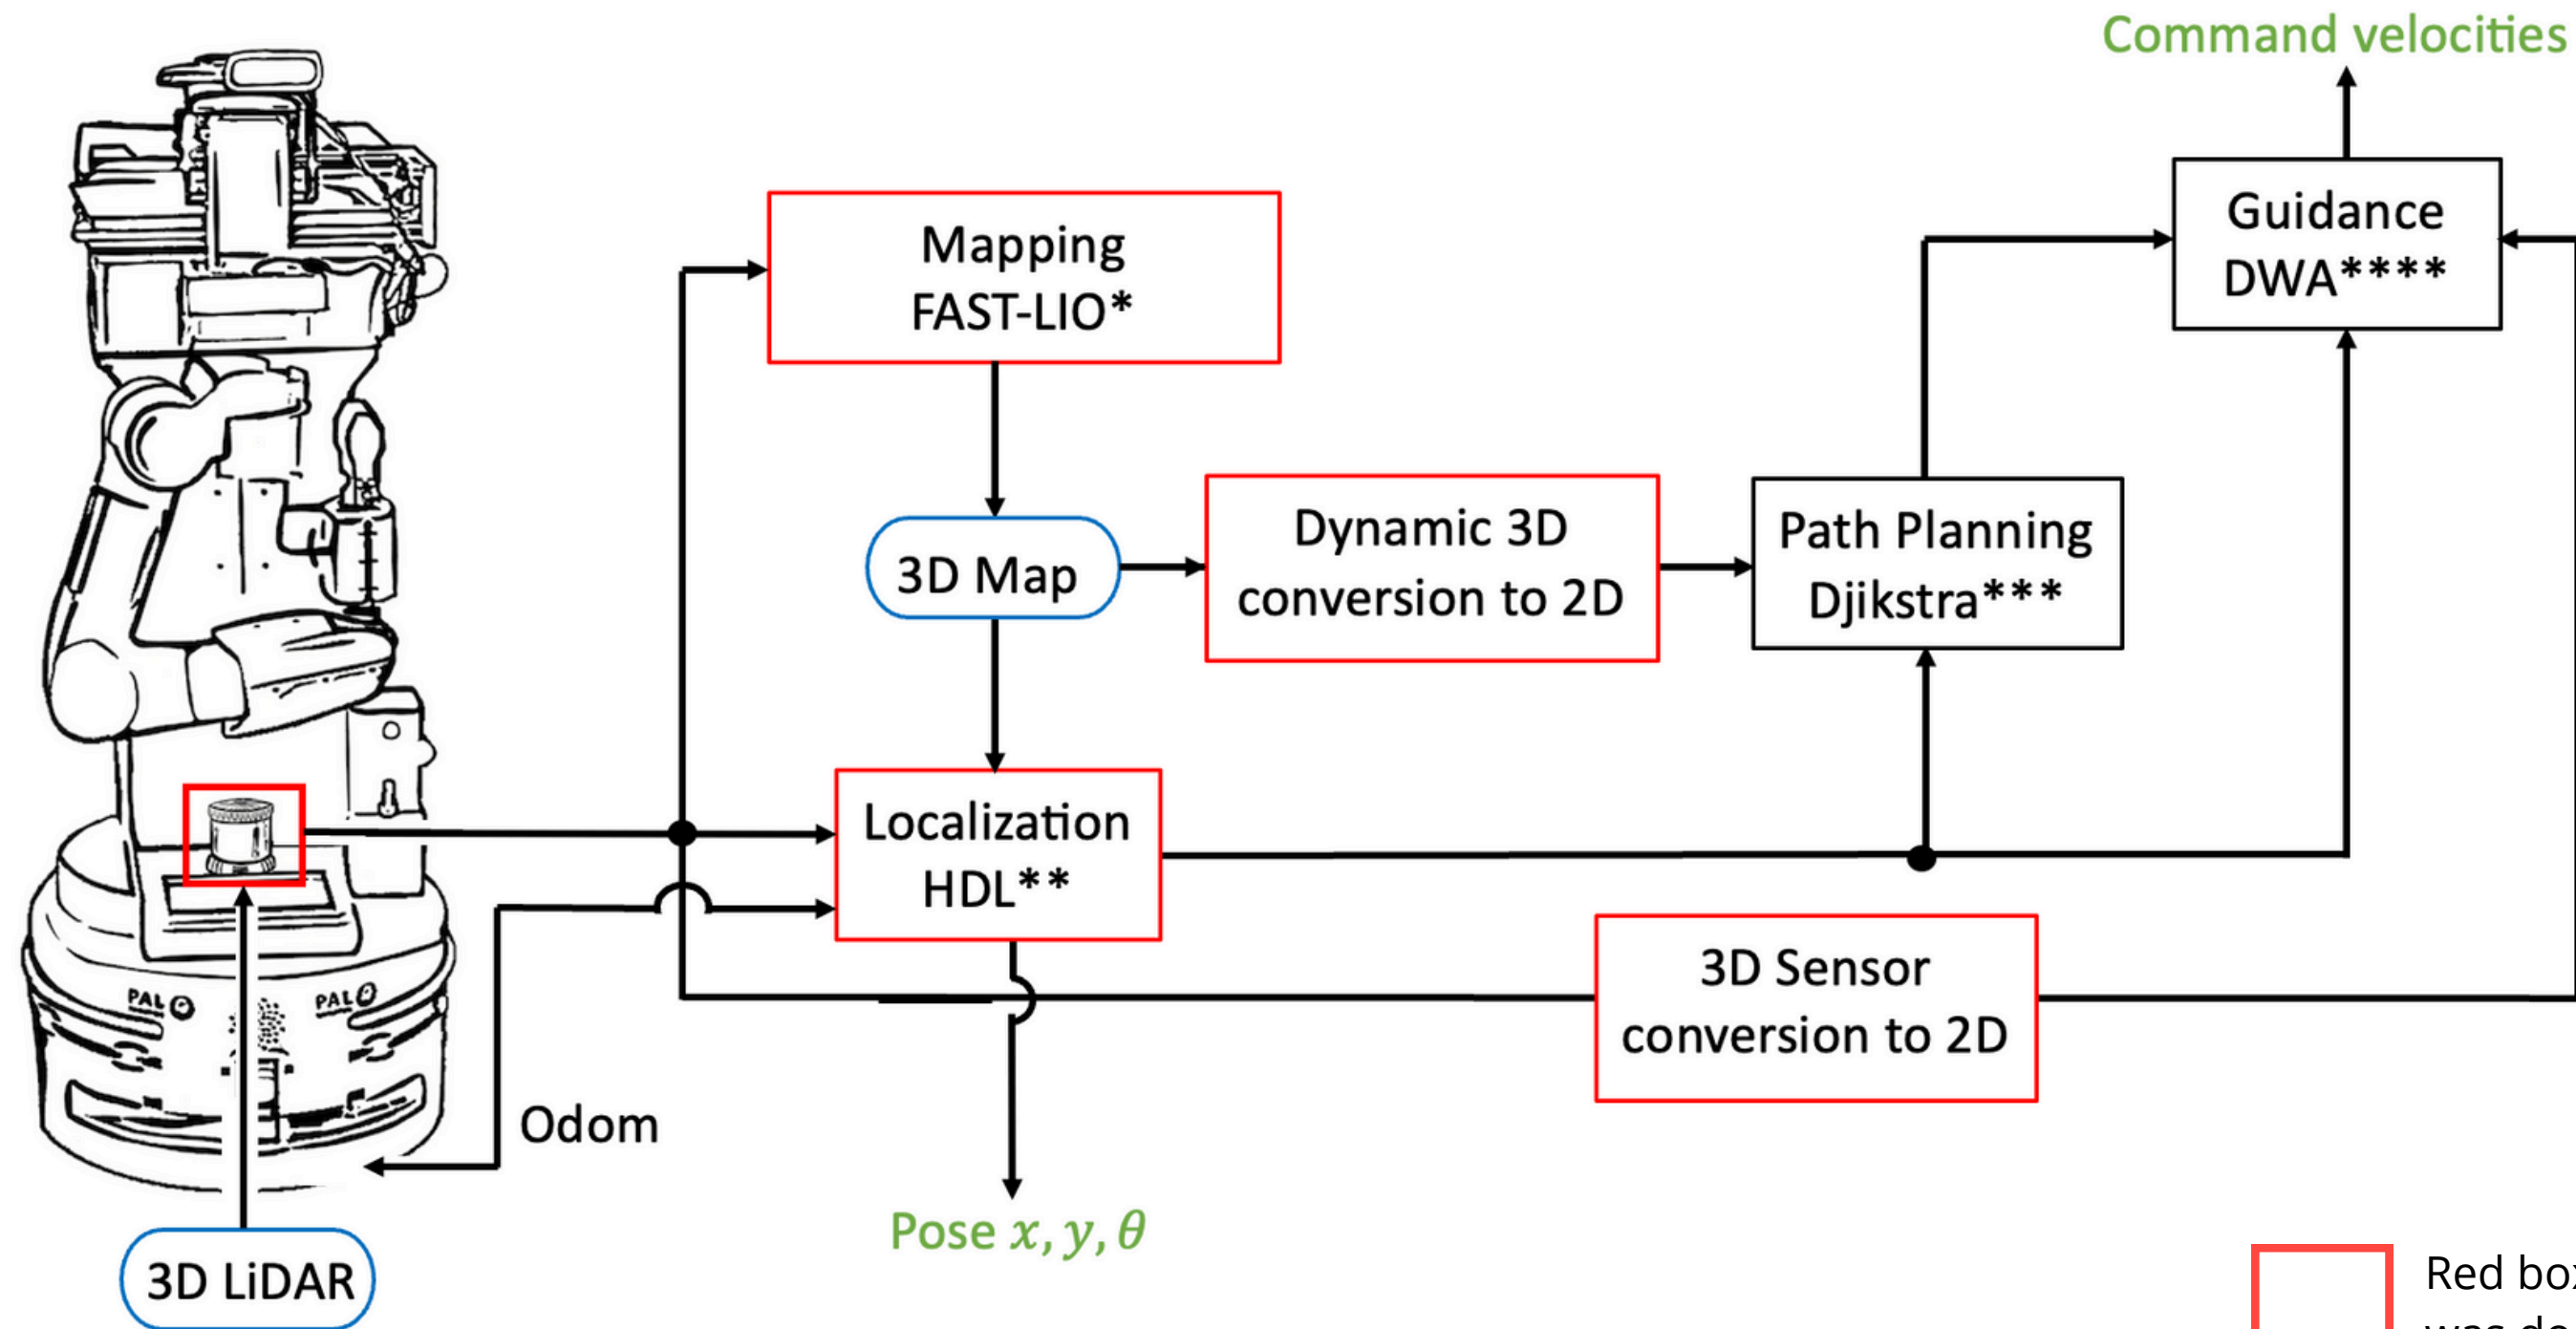 Command velocities
Guidance
DWA****
Mapping
FAST-LIO*
Dynamic 3D
conversion to 2D
Path Planning
Djikstra***
3D Map
Localization
HDL**
3D Sensor
conversion to 2D
PAL
PAL
Odom
Pose x, y, θ
3D LiDAR
Red